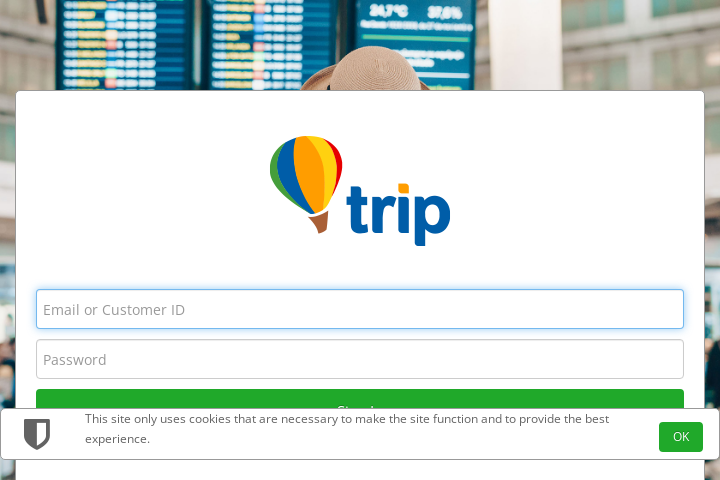 24,7°C 37,6%
trip
Email or Customer ID
Password
This site only uses cookies that are necessary to make the site function and to provide the best
experience.
OK